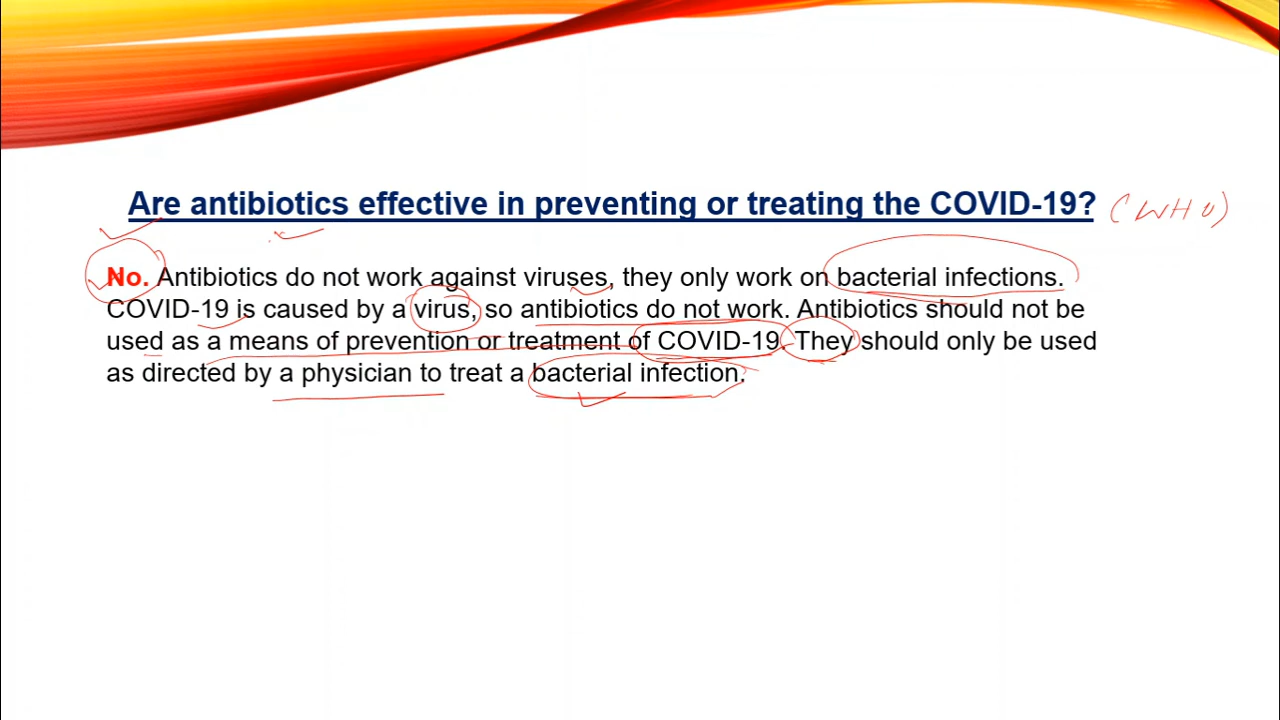 Are antibiotics effective in preventing or treating the COVID-19? (WHO)
No. Antibiotics do not work against viruses, they only work on bacterial infections.
COVID-19 is caused by a virus, so antibiotics do not work. Antibiotics should not be
used as a means of prevention or treatment of COVID-19. They should only be used
as directed by a physician to treat a bacterial infection.